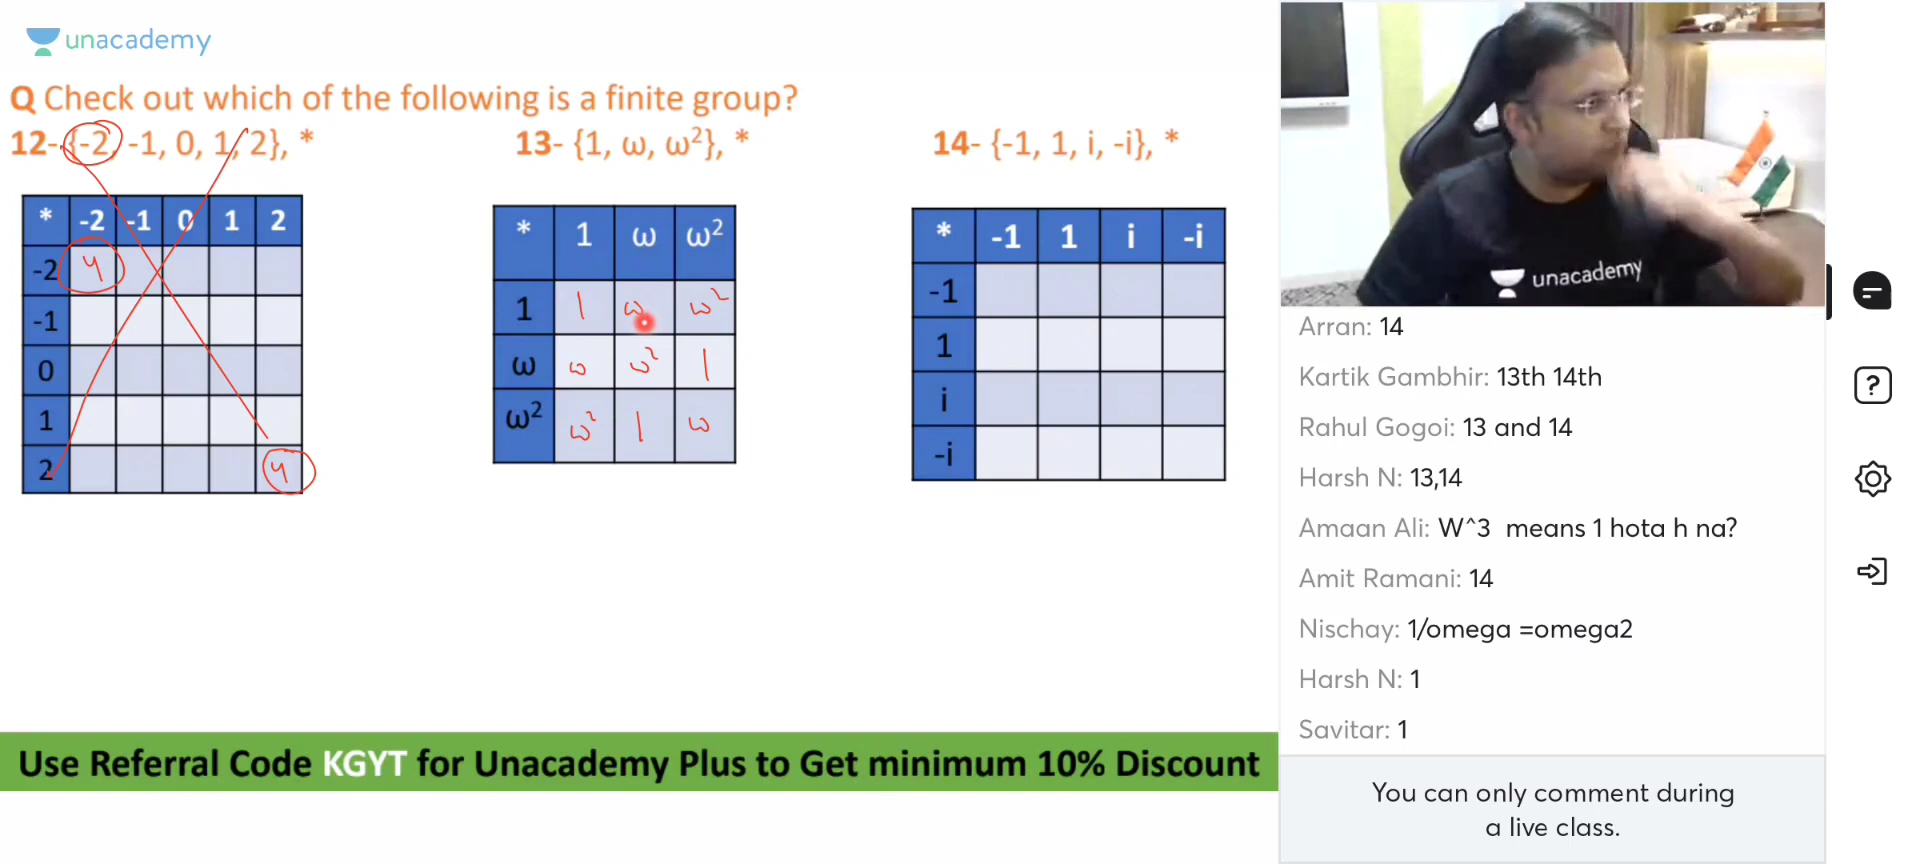 unacademy
Q Check out which of the following is a finite group?
12- {-2, -1, 0, 1, 2}, *
13- {1, ω, ω²}, *
14- {-1, 1, i, -i}, *
* -2 -1 0 1 2
-2 4
-1
0
1
2 4
* 1 ω ω²
1 1 ω ω²
ω ω ω² 1
ω² ω² 1 ω
* -1 1 i -i
-1
1
i
-i
Use Referral Code KGYT for Unacademy Plus to Get minimum 10% Discount
unacademy
Arran: 14
Kartik Gambhir: 13th 14th
Rahul Gogoi: 13 and 14
Harsh N: 13,14
Amaan Ali: W^3 means 1 hota h na?
Amit Ramani: 14
Nischay: 1/omega =omega2
Harsh N: 1
Savitar: 1
You can only comment during
a live class.